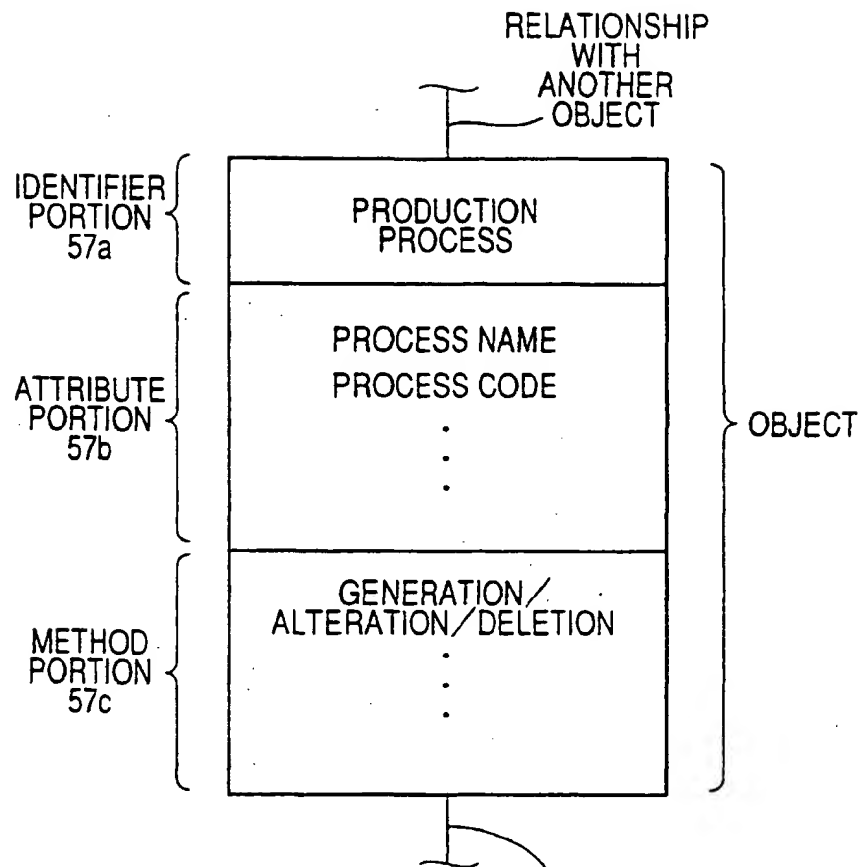 RELATIONSHIP
WITH
ANOTHER
OBJECT
IDENTIFIER
PORTION
57a
PRODUCTION
PROCESS
ATTRIBUTE
PORTION
57b
PROCESS NAME
PROCESS CODE
OBJECT
METHOD
PORTION
57c
GENERATION/
ALTERATION/DELETION